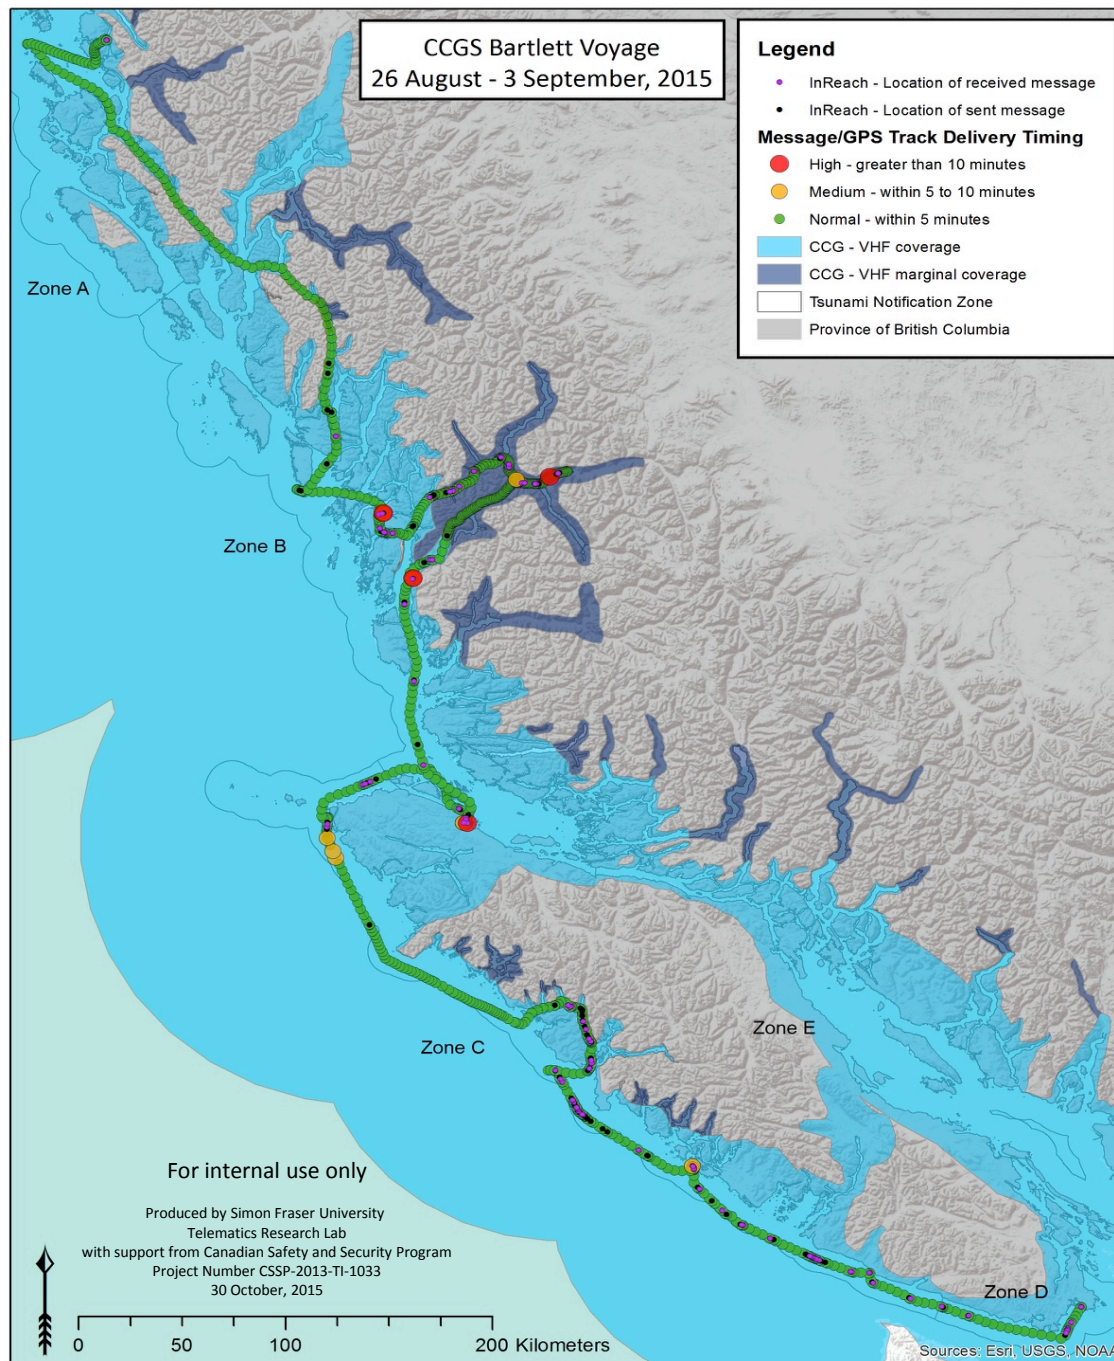 CCGS Bartlett Voyage
26 August - 3 September, 2015
Legend
InReach - Location of received message
InReach - Location of sent message
Message/GPS Track Delivery Timing
High - greater than 10 minutes
Medium - within 5 to 10 minutes
Normal - within 5 minutes
CCG - VHF coverage
CCG - VHF marginal coverage
Tsunami Notification Zone
Province of British Columbia
Zone A
Zone B
Zone C
Zone E
Zone D
For internal use only
Produced by Simon Fraser University
Telematics Research Lab
with support from Canadian Safety and Security Program
Project Number CSSP-2013-TI-1033
30 October, 2015
0 50 100 200 Kilometers
Sources: Esri, USGS, NOAA